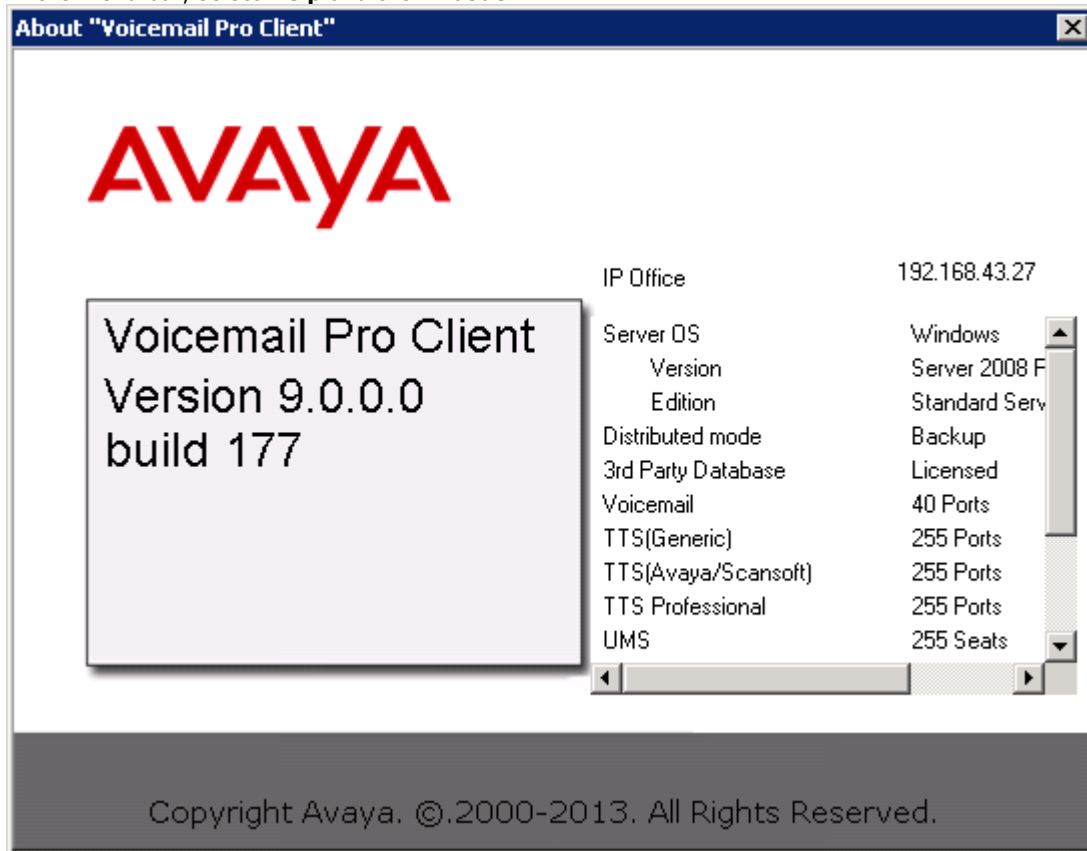 About "Voicemail Pro Client"
AVAYA
IP Office 192.168.43.27
Voicemail Pro Client
Version 9.0.0.0
build 177
Server OS Windows
Version Server 2008
Edition Standard
Distributed mode Backup
3rd Party Database Licensed
Voicemail 40 Ports
TTS(Generic) 255 Ports
TTS(Avaya/Scansoft) 255 Ports
TTS Professional 255 Ports
UMS 255 Seats
Copyright Avaya. ©.2000-2013. All Rights Reserved.